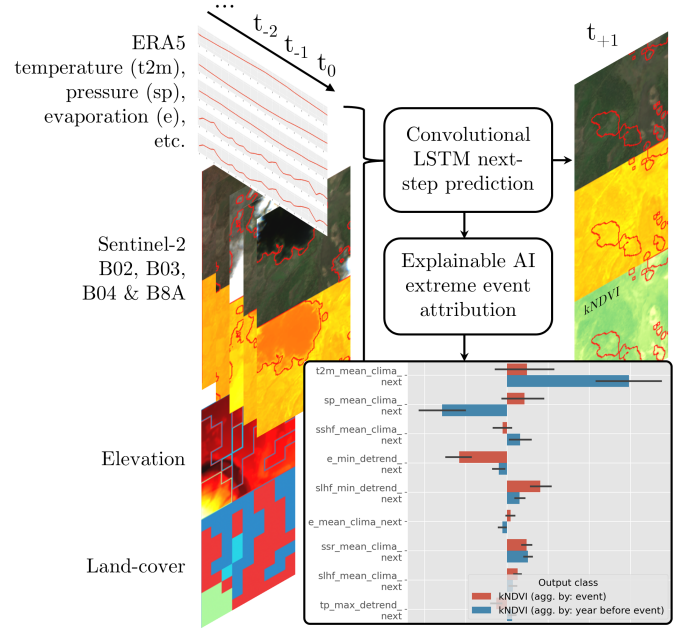 ...
t-2
t-1
t0
t+1
ERA5
temperature (t2m),
pressure (sp),
evaporation (e),
etc.
Convolutional
LSTM next-
step prediction
Sentinel-2
B02, B03,
B04 & B8A
Explainable AI
extreme event
attribution
kNDVI
Elevation
Land-cover
t2m_mean_clima_
next
sp_mean_clima_
next
sshf_mean_clima_
next
e_min_detrend_
next
slhf_min_detrend_
next
e_mean_clima_next
ssr_mean_clima_
next
slhf_mean_clima_
next
tp_max_detrend_
next
Output class
kNDVI (agg. by: event)
kNDVI (agg. by: year before event)